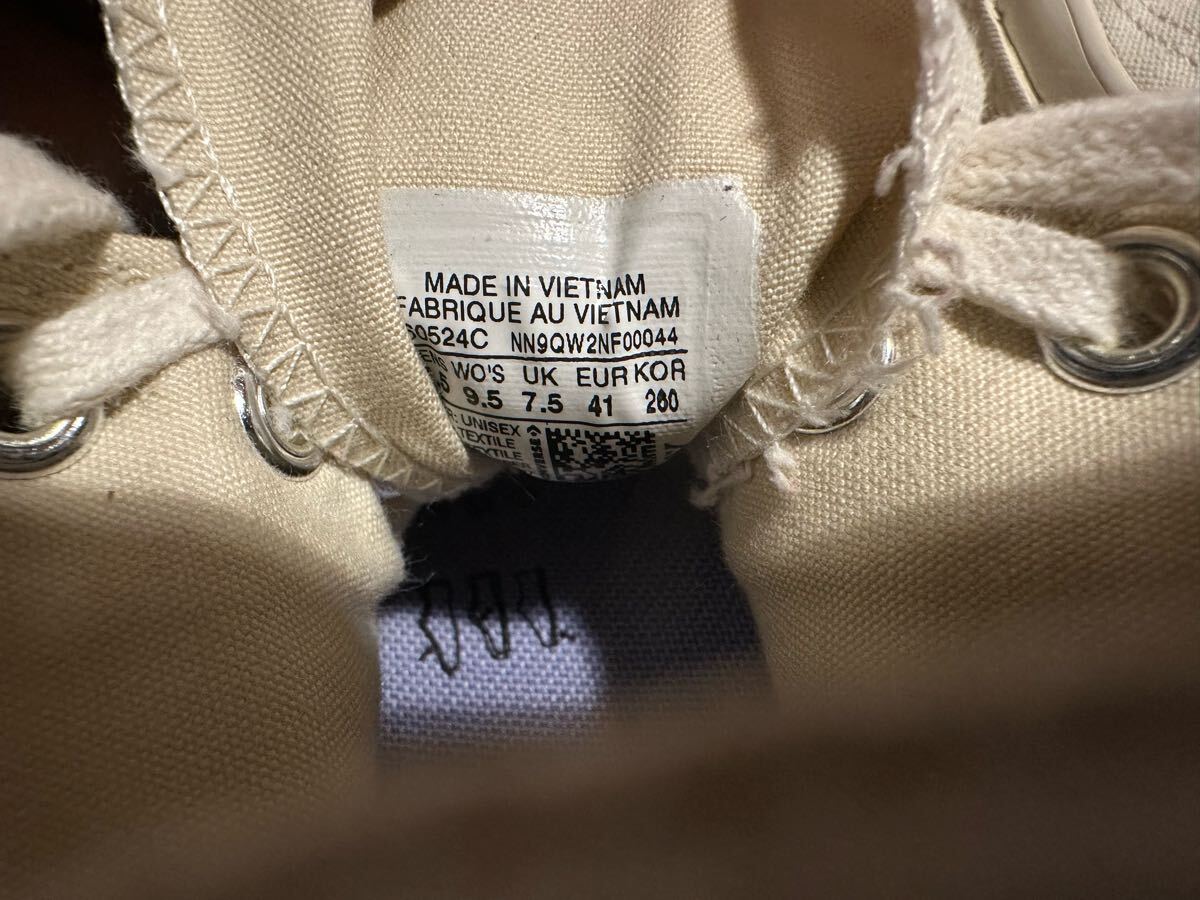 MADE IN VIETNAM
FABRIQUE AU VIETNAM
60524C NN9QW2NF00044
WO'S UK EUR KOR
9.5 7.5 41 260
UNISEX
TEXTILE